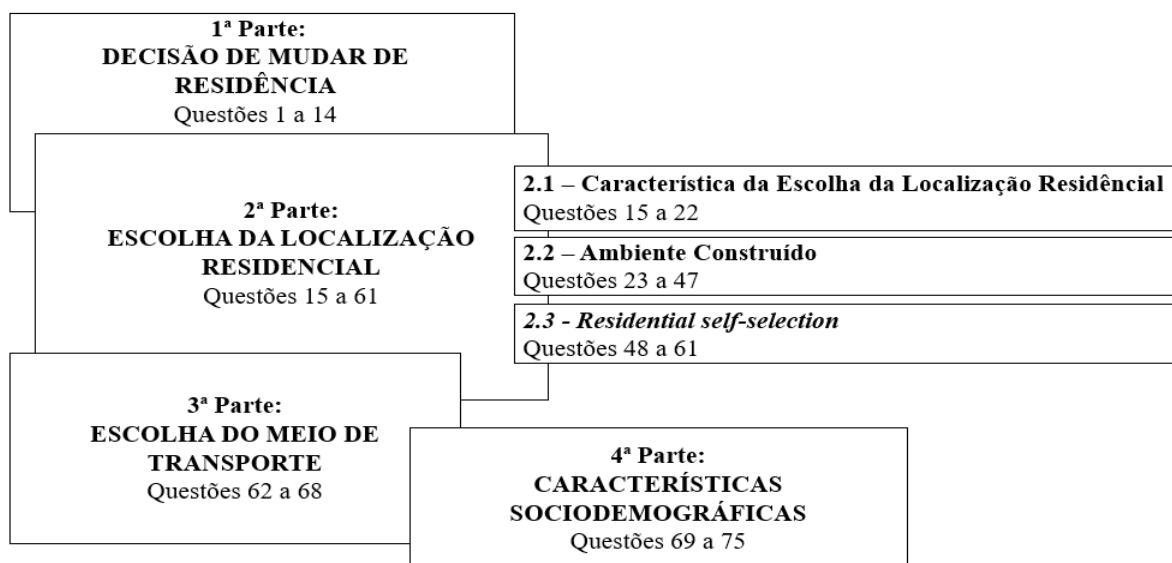 1ª Parte:
DECISÃO DE MUDAR DE
RESIDÊNCIA
Questões 1 a 14
2ª Parte:
ESCOLHA DA LOCALIZAÇÃO
RESIDENCIAL
Questões 15 a 61
2.1 – Característica da Escolha da Localização Residêncial
Questões 15 a 22
2.2 – Ambiente Construído
Questões 23 a 47
2.3 - Residential self-selection
Questões 48 a 61
3ª Parte:
ESCOLHA DO MEIO DE
TRANSPORTE
Questões 62 a 68
4ª Parte:
CARACTERÍSTICAS
SOCIODEMOGRÁFICAS
Questões 69 a 75